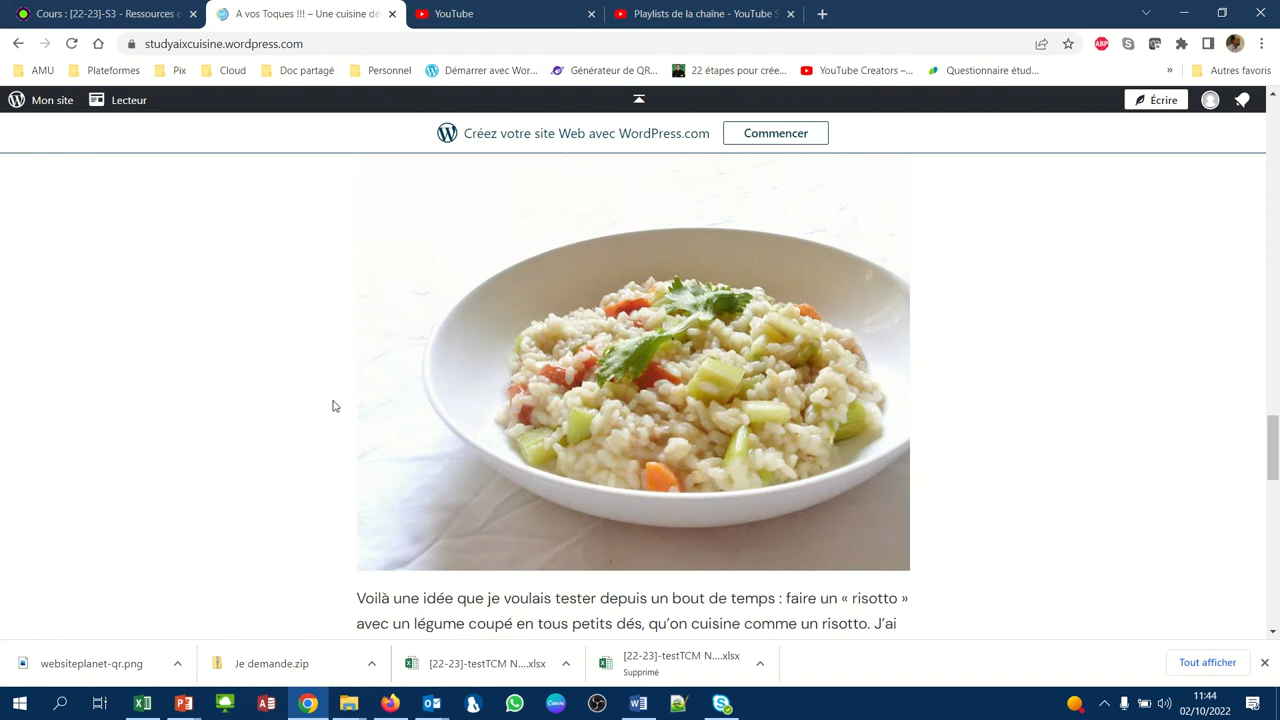 Cours : [22-23]-S3 - Ressources e
A vos Toques !!! – Une cuisine de
YouTube
Playlists de la chaîne - YouTube S
studyaixcuisine.wordpress.com
ABP
AMU
Plateformes
Pix
Cloud
Doc partagé
Personnel
Démarrer avec Wor...
Générateur de QR...
22 étapes pour crée...
YouTube Creators –...
Questionnaire étud...
»
Autres favoris
Mon site
Lecteur
Écrire
Créez votre site Web avec WordPress.com
Commencer
Voilà une idée que je voulais tester depuis un bout de temps : faire un « risotto »
avec un légume coupé en tous petits dés, qu’on cuisine comme un risotto. J’ai
websiteplanet-qr.png
Je demande.zip
[22-23]-testTCM N....xlsx
[22-23]-testTCM N....xlsx
Supprimé
Tout afficher
11:44
02/10/2022